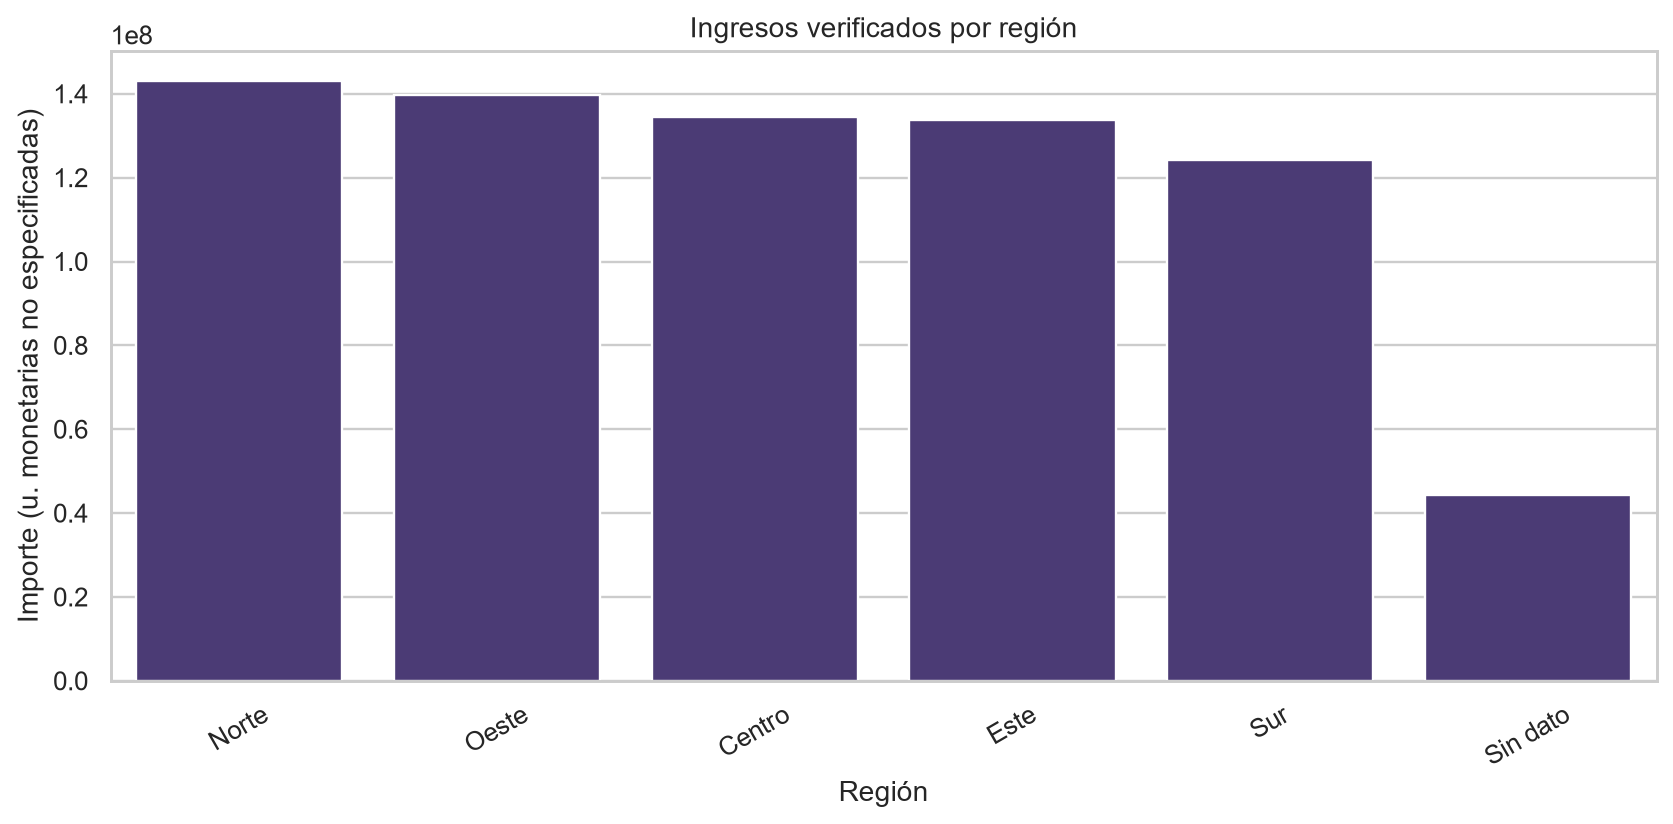 Ingresos verificados por región
1e8
1.4
1.2
1.0
0.8
0.6
0.4
0.2
0.0
Importe (u. monetarias no especificadas)
Norte
Oeste
Centro
Este
Sur
Sin dato
Región